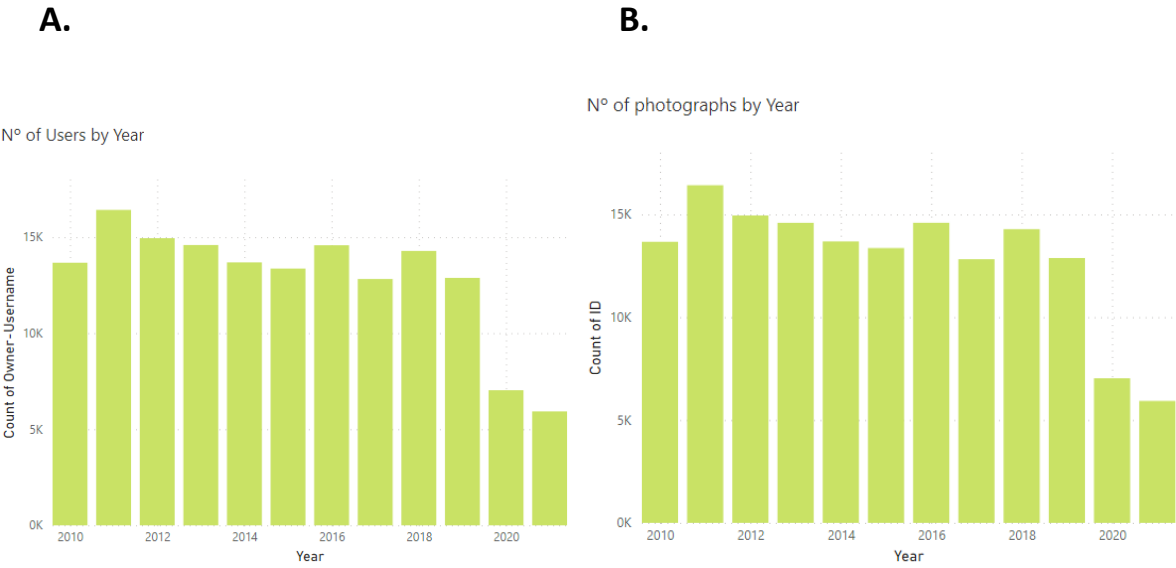 A.
B.
Nº of Users by Year
Count of Owner-Username
15K
10K
5K
0K
2010
2012
2014
2016
2018
2020
Year
Nº of photographs by Year
Count of ID
15K
10K
5K
0K
2010
2012
2014
2016
2018
2020
Year